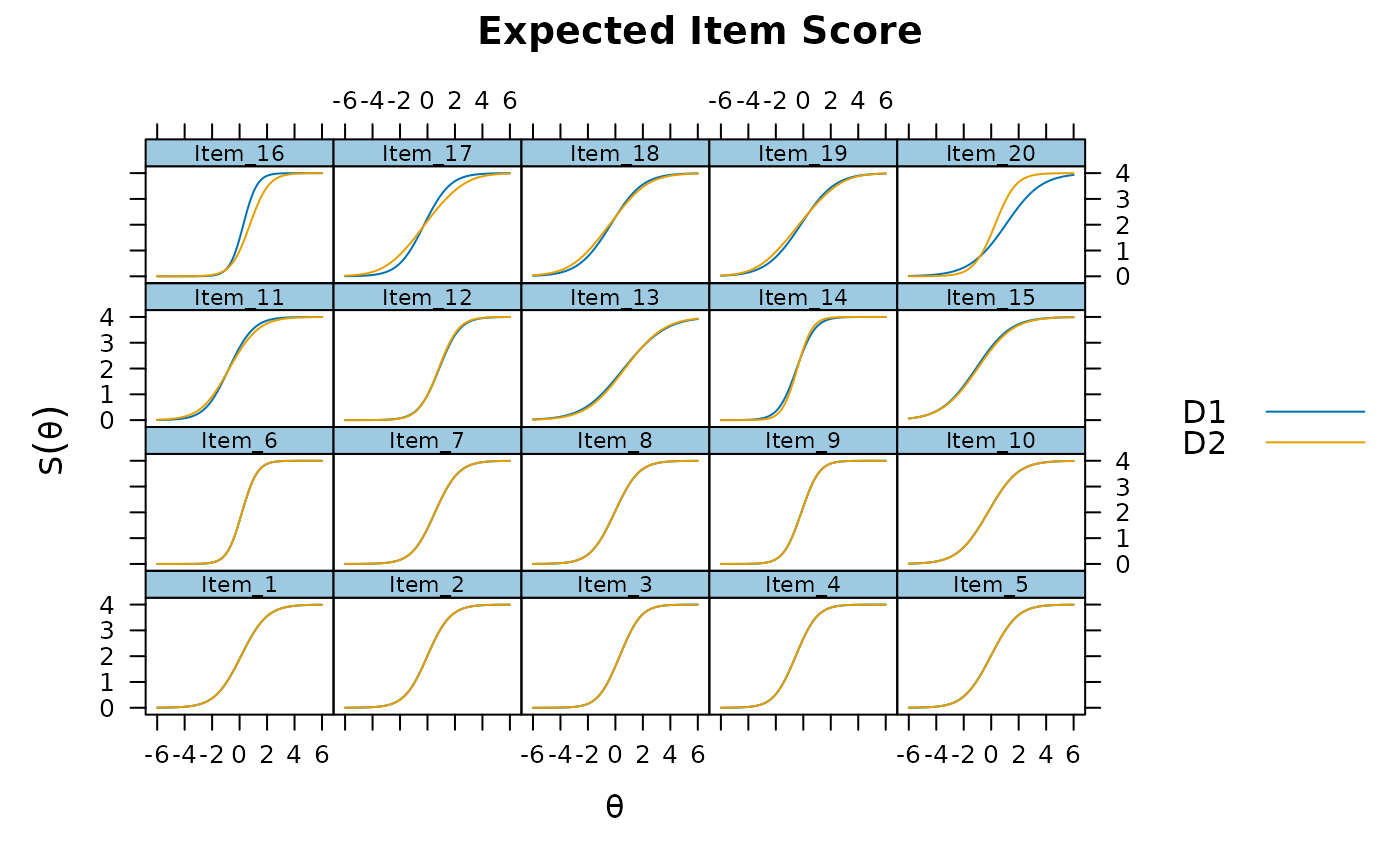 Expected Item Score
-6 -4 -2 0 2 4 6 -6 -4 -2 0 2 4 6
Item_16 Item_17 Item_18 Item_19 Item_20
4
3
2
1
0
Item_11 Item_12 Item_13 Item_14 Item_15
4
3
2
1
0
Item_6 Item_7 Item_8 Item_9 Item_10
4
3
2
1
0
Item_1 Item_2 Item_3 Item_4 Item_5
4
3
2
1
0
-6 -4 -2 0 2 4 6 -6 -4 -2 0 2 4 6 -6 -4 -2 0 2 4 6
θ
S(θ)
D1
D2